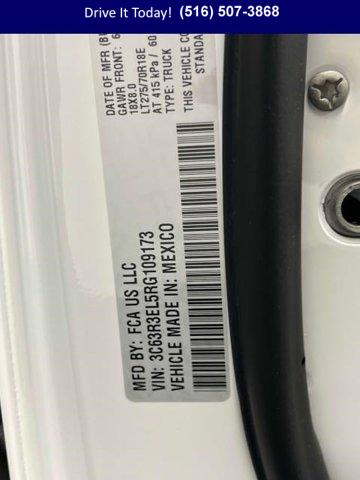 Drive It Today! (516) 507-3868
MFD BY: FCA US LLC
VIN: 3C63R3EL5RG109173
VEHICLE MADE IN: MEXICO
DATE OF MFR
GAWR FRONT:
18X8.0
LT275/70R18E
AT 415 kPa / 60
TYPE: TRUCK
THIS VEHICLE
STANDA